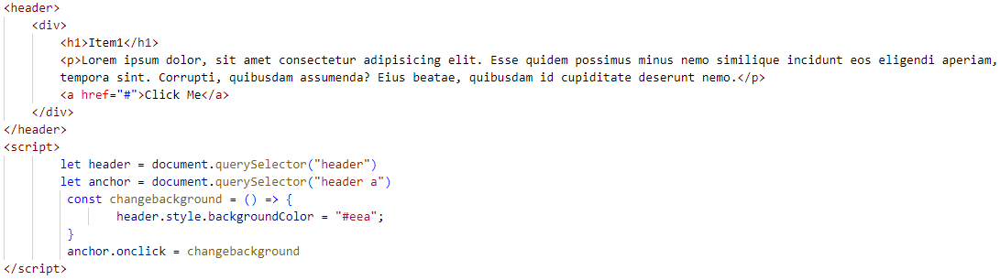 <header>
<div>
<h1>Item1</h1>
<p>Lorem ipsum dolor, sit amet consectetur adipisicing elit. Esse quidem possimus minus nemo similique incidunt eos eligendi aperiam,
tempora sint. Corrupti, quibusdam assumenda? Eius beatae, quibusdam id cupiditate deserunt nemo.</p>
<a href="#">Click Me</a>
</div>
</header>
<script>
let header = document.querySelector("header")
let anchor = document.querySelector("header a")
const changebackground = () => {
header.style.backgroundColor = "#eea";
}
anchor.onclick = changebackground
</script>